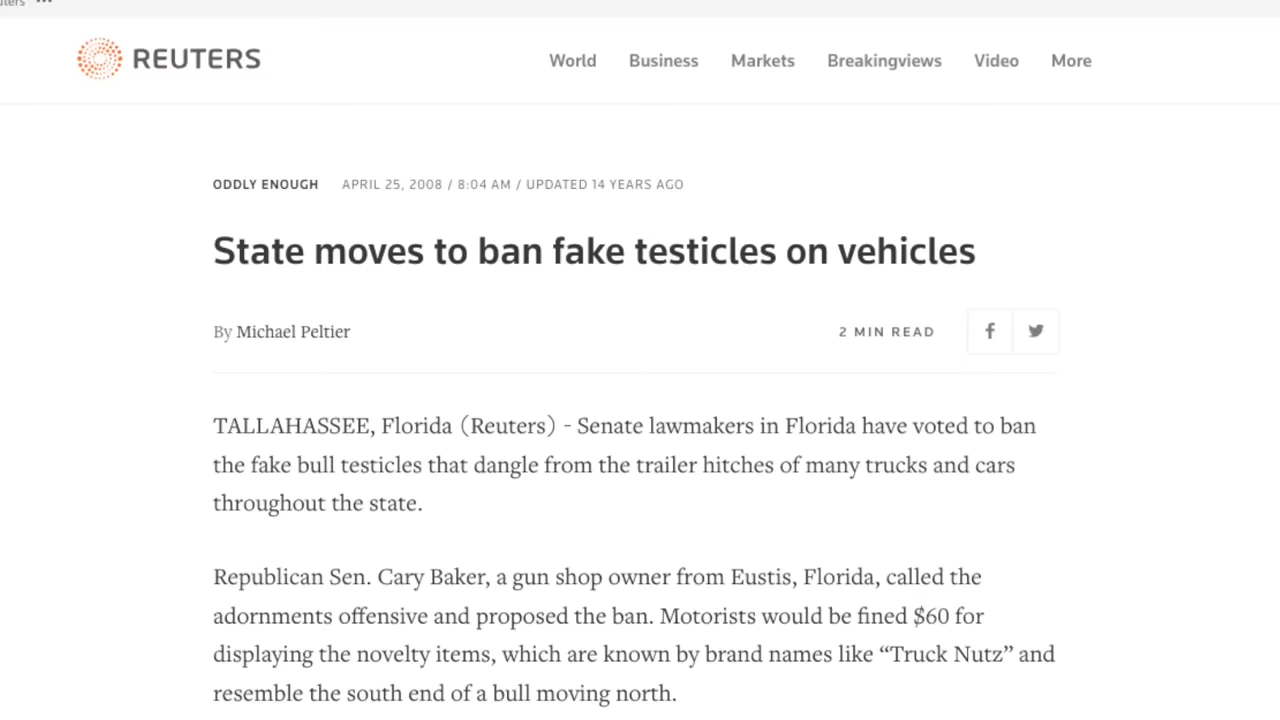 REUTERS
World Business Markets Breakingviews Video More
ODDLY ENOUGH APRIL 25, 2008 / 8:04 AM / UPDATED 14 YEARS AGO
State moves to ban fake testicles on vehicles
By Michael Peltier 2 MIN READ
TALLAHASSEE, Florida (Reuters) - Senate lawmakers in Florida have voted to ban
the fake bull testicles that dangle from the trailer hitches of many trucks and cars
throughout the state.
Republican Sen. Cary Baker, a gun shop owner from Eustis, Florida, called the
adornments offensive and proposed the ban. Motorists would be fined $60 for
displaying the novelty items, which are known by brand names like “Truck Nutz” and
resemble the south end of a bull moving north.